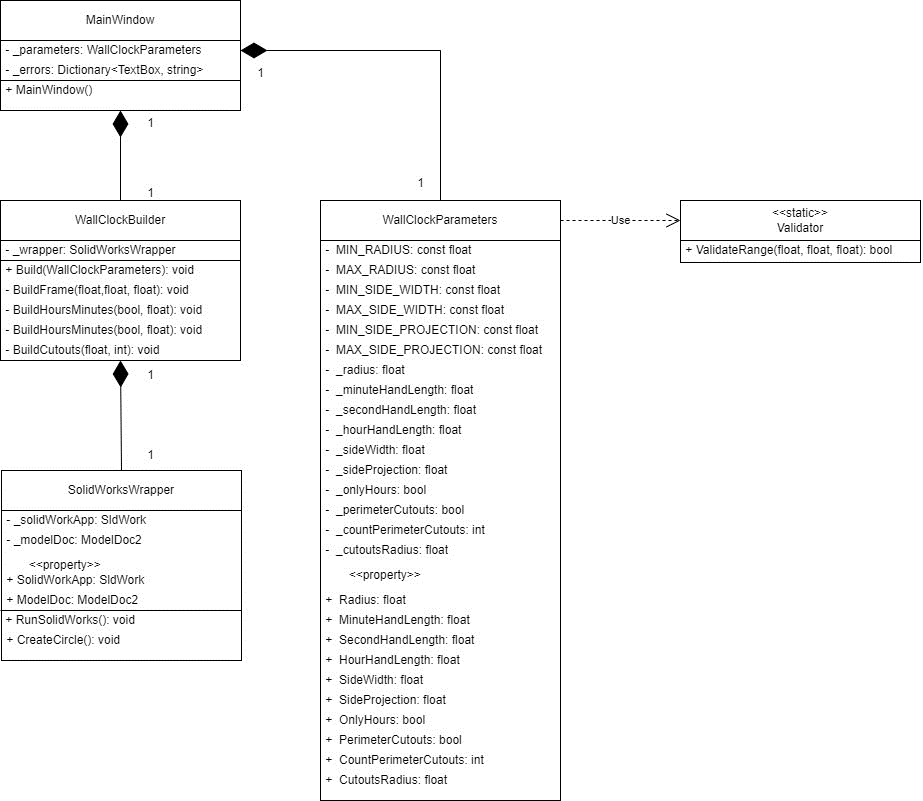 MainWindow
- _parameters: WallClockParameters
- _errors: Dictionary<TextBox, string>
+ MainWindow()
1
1
1
1
WallClockBuilder
- _wrapper: SolidWorksWrapper
+ Build(WallClockParameters): void
- BuildFrame(float,float, float): void
- BuildHoursMinutes(bool, float): void
- BuildHoursMinutes(bool, float): void
- BuildCutouts(float, int): void
1
1
SolidWorksWrapper
- _solidWorkApp: SldWork
- _modelDoc: ModelDoc2
<<property>>
+ SolidWorkApp: SldWork
+ ModelDoc: ModelDoc2
+ RunSolidWorks(): void
+ CreateCircle(): void
WallClockParameters
- MIN_RADIUS: const float
- MAX_RADIUS: const float
- MIN_SIDE_WIDTH: const float
- MAX_SIDE_WIDTH: const float
- MIN_SIDE_PROJECTION: const float
- MAX_SIDE_PROJECTION: const float
- _radius: float
- _minuteHandLength: float
- _secondHandLength: float
- _hourHandLength: float
- _sideWidth: float
- _sideProjection: float
- _onlyHours: bool
- _perimeterCutouts: bool
- _countPerimeterCutouts: int
- _cutoutsRadius: float
<<property>>
+ Radius: float
+ MinuteHandLength: float
+ SecondHandLength: float
+ HourHandLength: float
+ SideWidth: float
+ SideProjection: float
+ OnlyHours: bool
+ PerimeterCutouts: bool
+ CountPerimeterCutouts: int
+ CutoutsRadius: float
Use
<<static>>
Validator
+ ValidateRange(float, float, float): bool